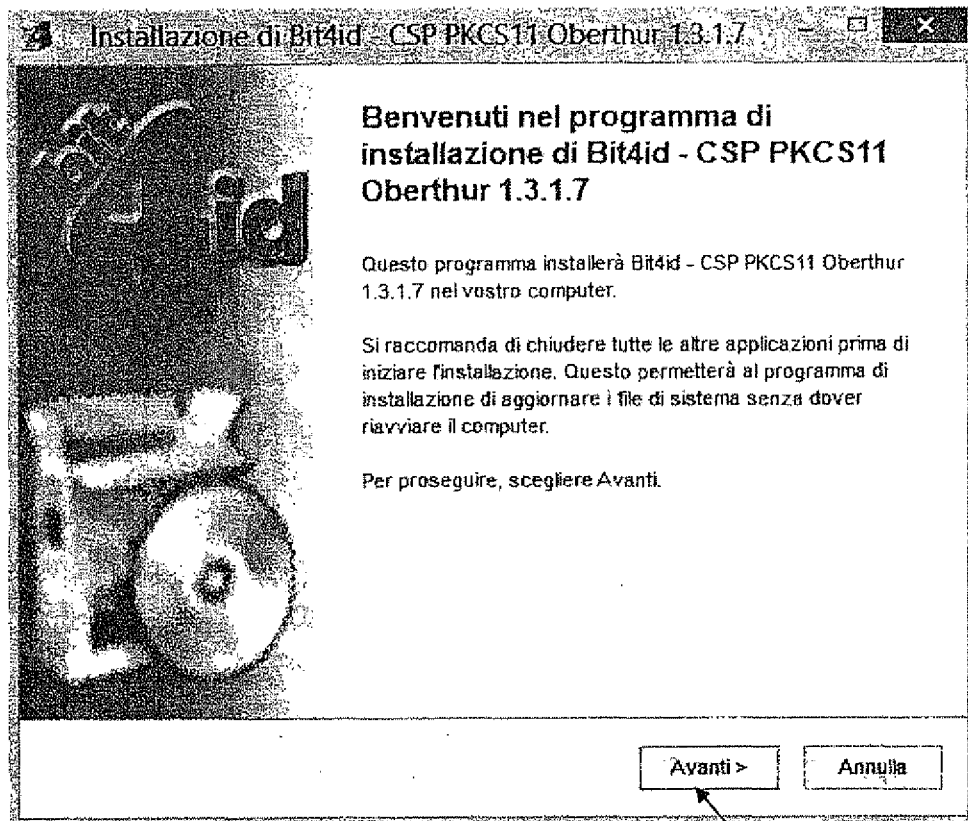 Installazione di Bit4id - CSP PKCS11 Oberthur 1.3.1.7
bit4
id
Benvenuti nel programma di
installazione di Bit4id - CSP PKCS11
Oberthur 1.3.1.7
Questo programma installerà Bit4id - CSP PKCS11 Oberthur
1.3.1.7 nel vostro computer.
Si raccomanda di chiudere tutte le altre applicazioni prima di
iniziare l'installazione. Questo permetterà al programma di
installazione di aggiornare i file di sistema senza dover
riavviare il computer.
Per proseguire, scegliere Avanti.
Avanti >
Annulla